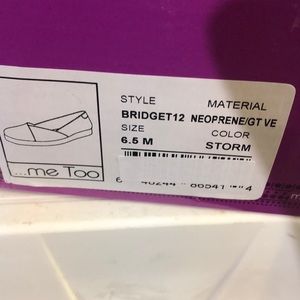 STYLE MATERIAL
BRIDGET12 NEOPRENE/GT VE
SIZE COLOR
6.5 M STORM
...me Too